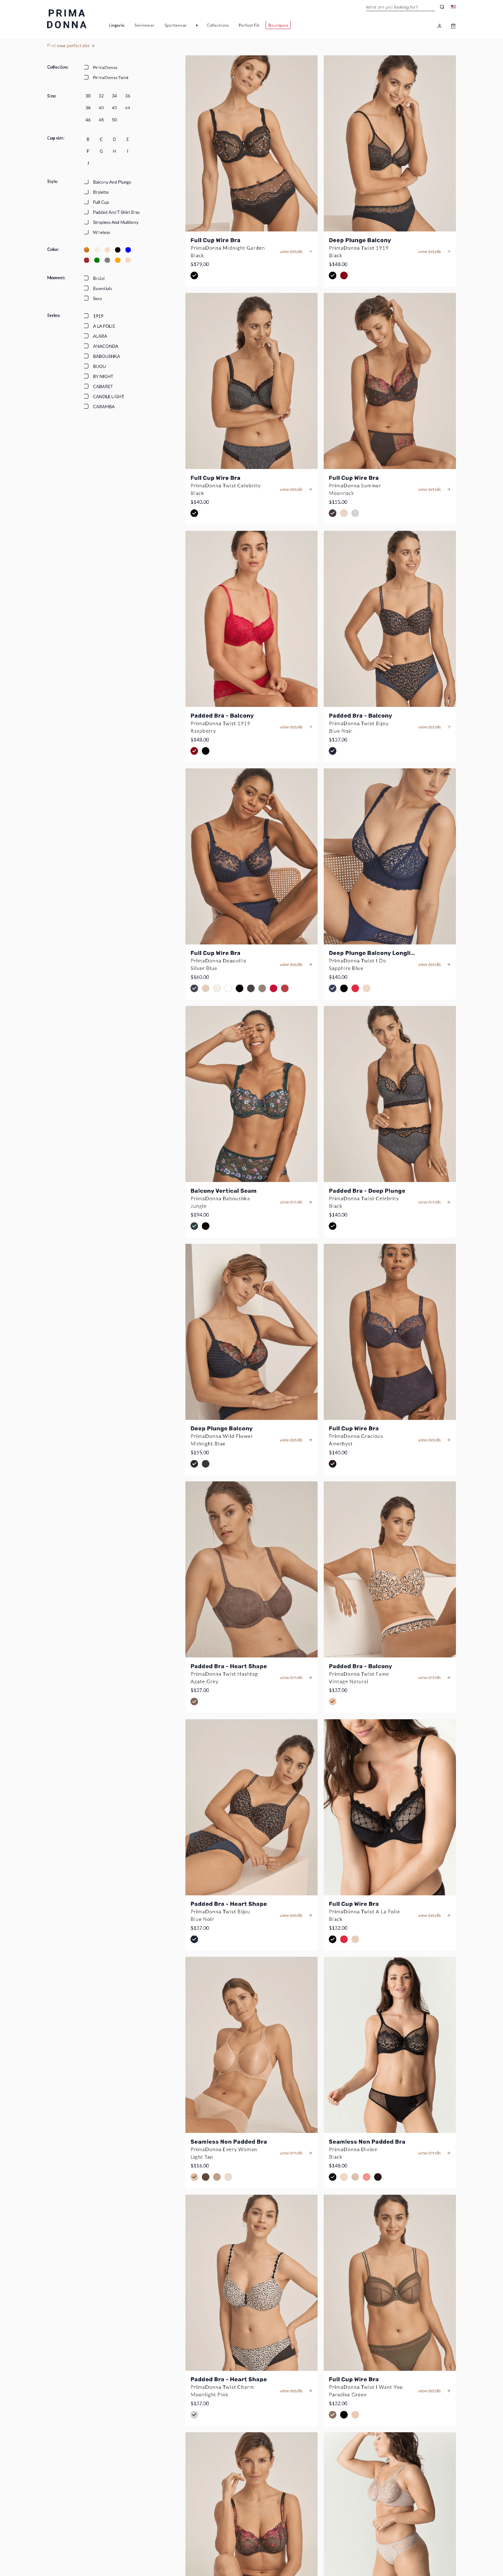 What are you looking for?
PRIMA
DONNA
Lingerie
Swimwear
Sportswear
Collections
Perfect Fit
Boutiques
Find your perfect size
Collection:
PrimaDonna
PrimaDonna Twist
Size:
30 32 34 36
38 40 42 44
46 48 50
Cup size:
B C D E
F G H I
J
Style:
Balcony And Plunge
Bralette
Full Cup
Padded And T-Shirt Bras
Strapless And Multiway
Wireless
Color:
Moment:
Bridal
Essentials
Sexy
Series:
1919
A LA FOLIE
ALARA
ANACONDA
BABOUSHKA
BIJOU
BY NIGHT
CABARET
CANDLE LIGHT
CARAMBA
Full Cup Wire Bra
PrimaDonna Midnight Garden
Black
$179.00
view details
Deep Plunge Balcony
PrimaDonna Twist 1919
Black
$148.00
view details
Full Cup Wire Bra
PrimaDonna Twist Celebrity
Black
$140.00
view details
Full Cup Wire Bra
PrimaDonna Summer
Moonrock
$155.00
view details
Padded Bra - Balcony
PrimaDonna Twist 1919
Raspberry
$148.00
view details
Padded Bra - Balcony
PrimaDonna Twist Bijou
Blue Noir
$137.00
view details
Full Cup Wire Bra
PrimaDonna Deauville
Silver Blue
$160.00
view details
Deep Plunge Balcony Longli...
PrimaDonna Twist I Do
Sapphire Blue
$140.00
view details
Balcony Vertical Seam
PrimaDonna Baboushka
Jungle
$194.00
view details
Padded Bra - Deep Plunge
PrimaDonna Twist Celebrity
Black
$140.00
view details
Deep Plunge Balcony
PrimaDonna Wild Flower
Midnight Blue
$155.00
view details
Full Cup Wire Bra
PrimaDonna Gracious
Amethyst
$140.00
view details
Padded Bra - Heart Shape
PrimaDonna Twist Hashtag
Agate Grey
$137.00
view details
Padded Bra - Balcony
PrimaDonna Twist Fame
Vintage Natural
$137.00
view details
Padded Bra - Heart Shape
PrimaDonna Twist Bijou
Blue Noir
$137.00
view details
Full Cup Wire Bra
PrimaDonna Twist A La Folie
Black
$132.00
view details
Seamless Non Padded Bra
PrimaDonna Every Woman
Light Tan
$116.00
view details
Seamless Non Padded Bra
PrimaDonna Divine
Black
$148.00
view details
Padded Bra - Heart Shape
PrimaDonna Twist Charm
Moonlight Pink
$137.00
view details
Full Cup Wire Bra
PrimaDonna Twist I Want You
Paradise Green
$132.00
view details